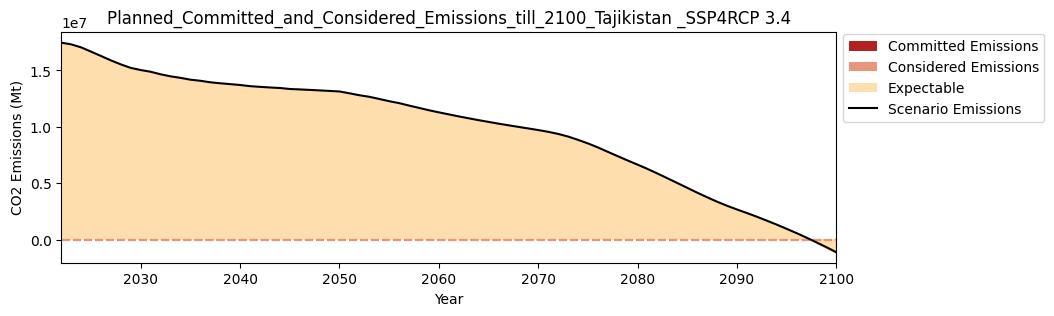 Planned_Committed_and_Considered_Emissions_till_2100_Tajikistan _SSP4RCP 3.4
1e7
Committed Emissions
Considered Emissions
Expectable
Scenario Emissions
CO2 Emissions (Mt)
1.5
1.0
0.5
0.0
2030 2040 2050 2060 2070 2080 2090 2100
Year